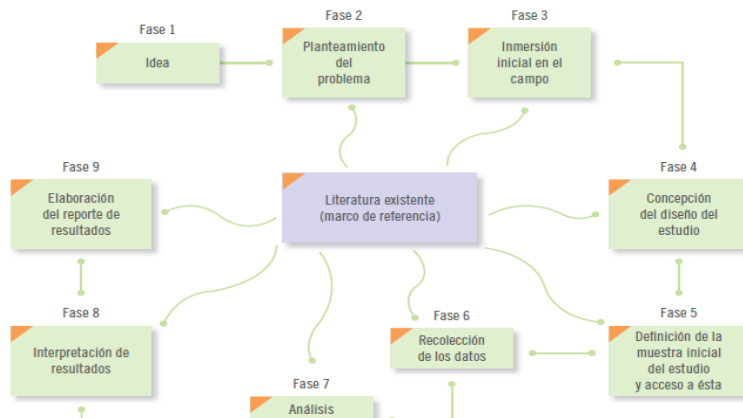 Fase 1
Idea
Fase 2
Planteamiento
del
problema
Fase 3
Inmersión
inicial en el
campo
Fase 4
Concepción
del diseño del
estudio
Literatura existente
(marco de referencia)
Fase 9
Elaboración
del reporte de
resultados
Fase 5
Definición de la
muestra inicial
del estudio
y acceso a ésta
Fase 6
Recolección
de los datos
Fase 8
Interpretación de
resultados
Fase 7
Análisis